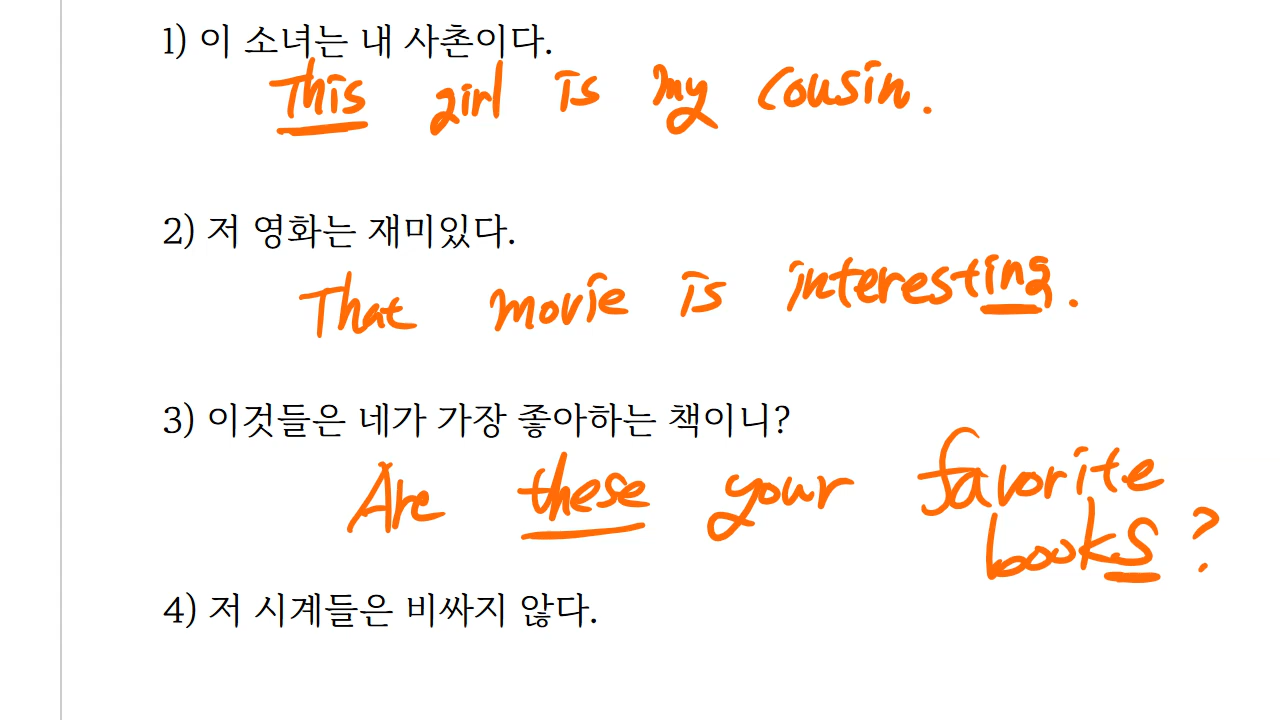 1) 이 소녀는 내 사촌이다.
This girl is my cousin.
2) 저 영화는 재미있다.
That movie is interesting.
3) 이것들은 네가 가장 좋아하는 책이니?
Are these your favorite
books?
4) 저 시계들은 비싸지 않다.